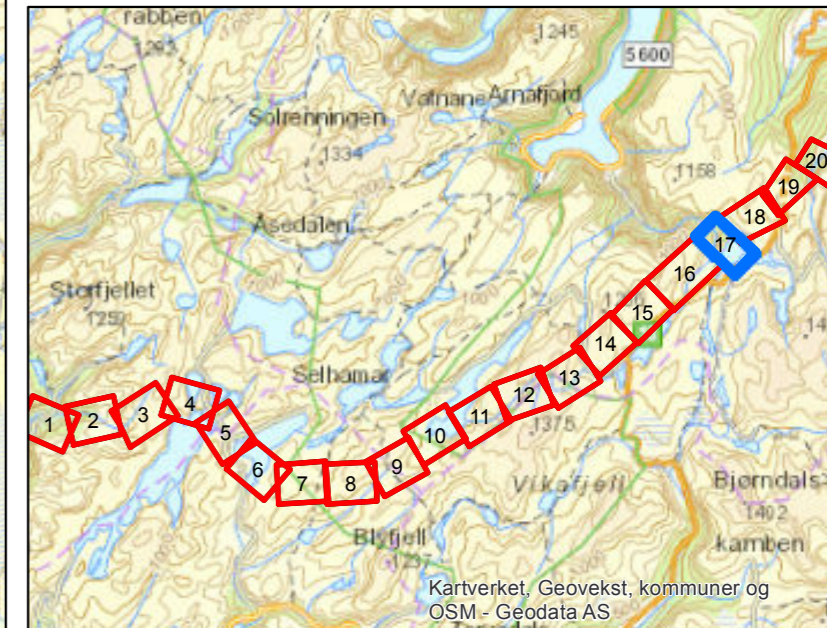 rabben
1293
1245
5600
Vatnane
Arnafjord
Solrenningen
1334
1158
20
19
18
Åsedalen
17
16
Storfjellet
15
14
Selhamar
13
12
4
3
2
1
11
10
1375
5
9
6
7
8
Vikafjell
Bjørndals
1402
Blyfjell
1237
kamben
Kartverket, Geovekst, kommuner og
OSM - Geodata AS